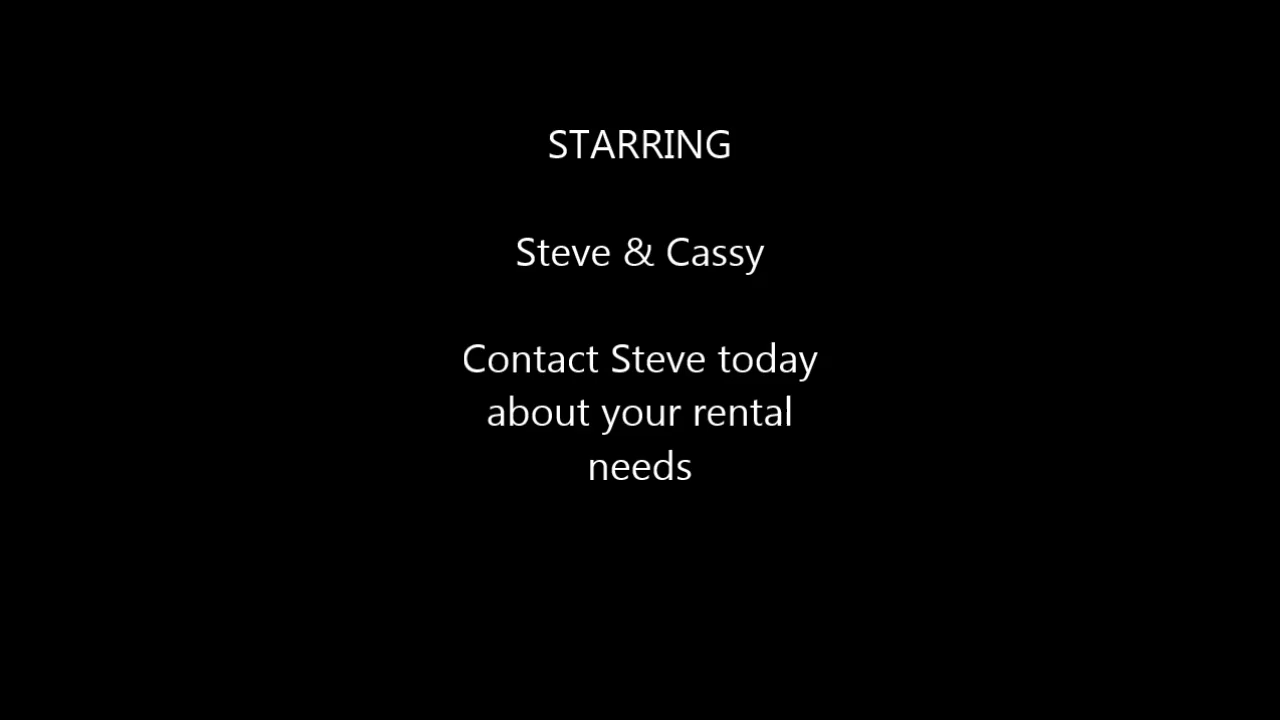 STARRING
Steve & Cassy
Contact Steve today
about your rental
needs